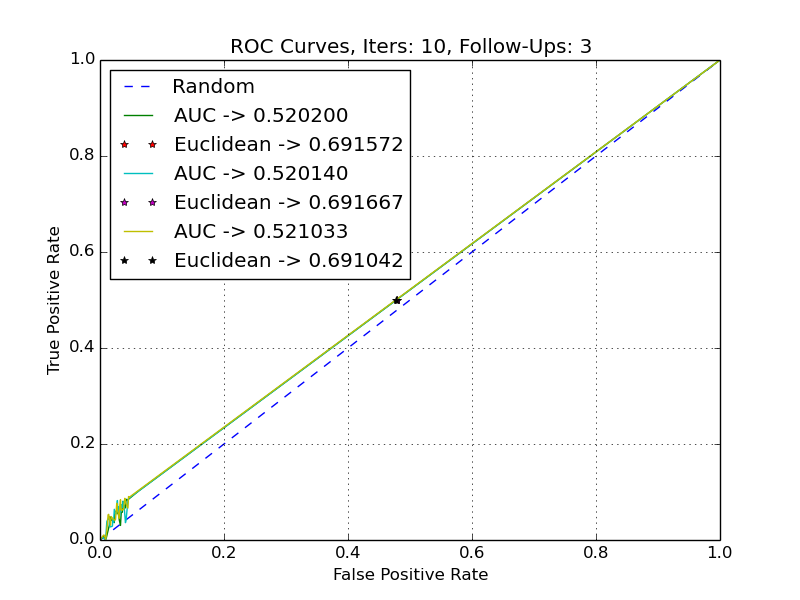 ROC Curves, Iters: 10, Follow-Ups: 3
1.0
Random
AUC -> 0.520200
Euclidean -> 0.691572
0.8
AUC -> 0.520140
Euclidean -> 0.691667
AUC -> 0.521033
0.6
Euclidean -> 0.691042
True Positive Rate
0.4
0.2
0.0
0.0 0.2 0.4 0.6 0.8 1.0
False Positive Rate